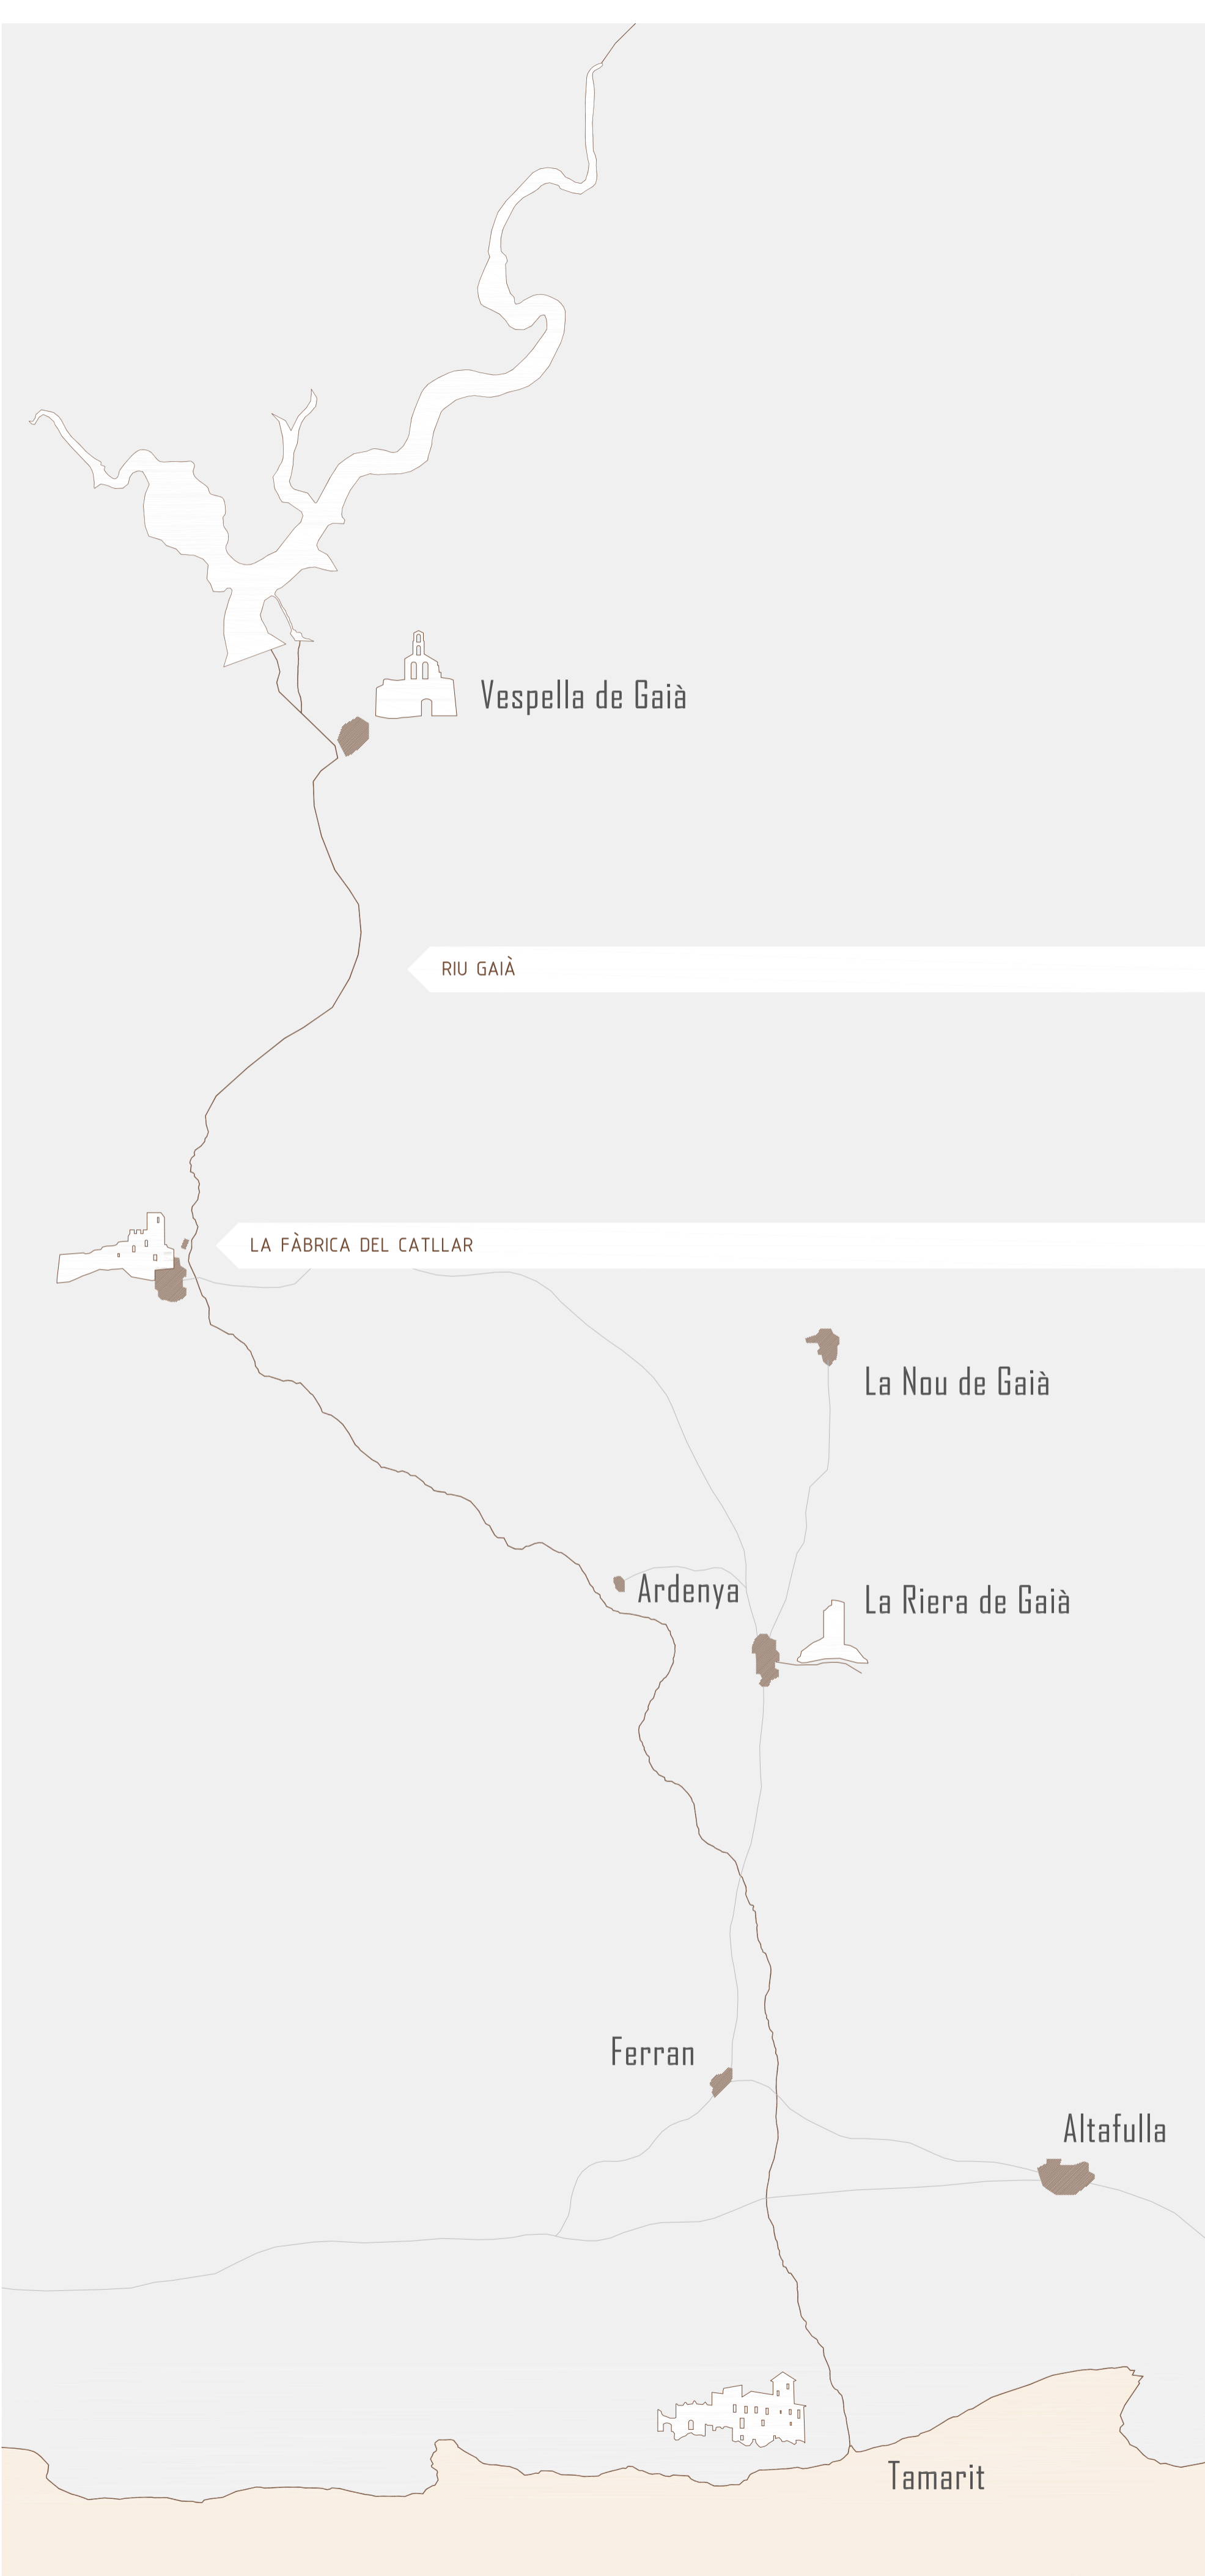 Vespella de Gaià
RIU GAIÀ
LA FÀBRICA DEL CATLLAR
La Nou de Gaià
Ardenya
La Riera de Gaià
Ferran
Altafulla
Tamarit